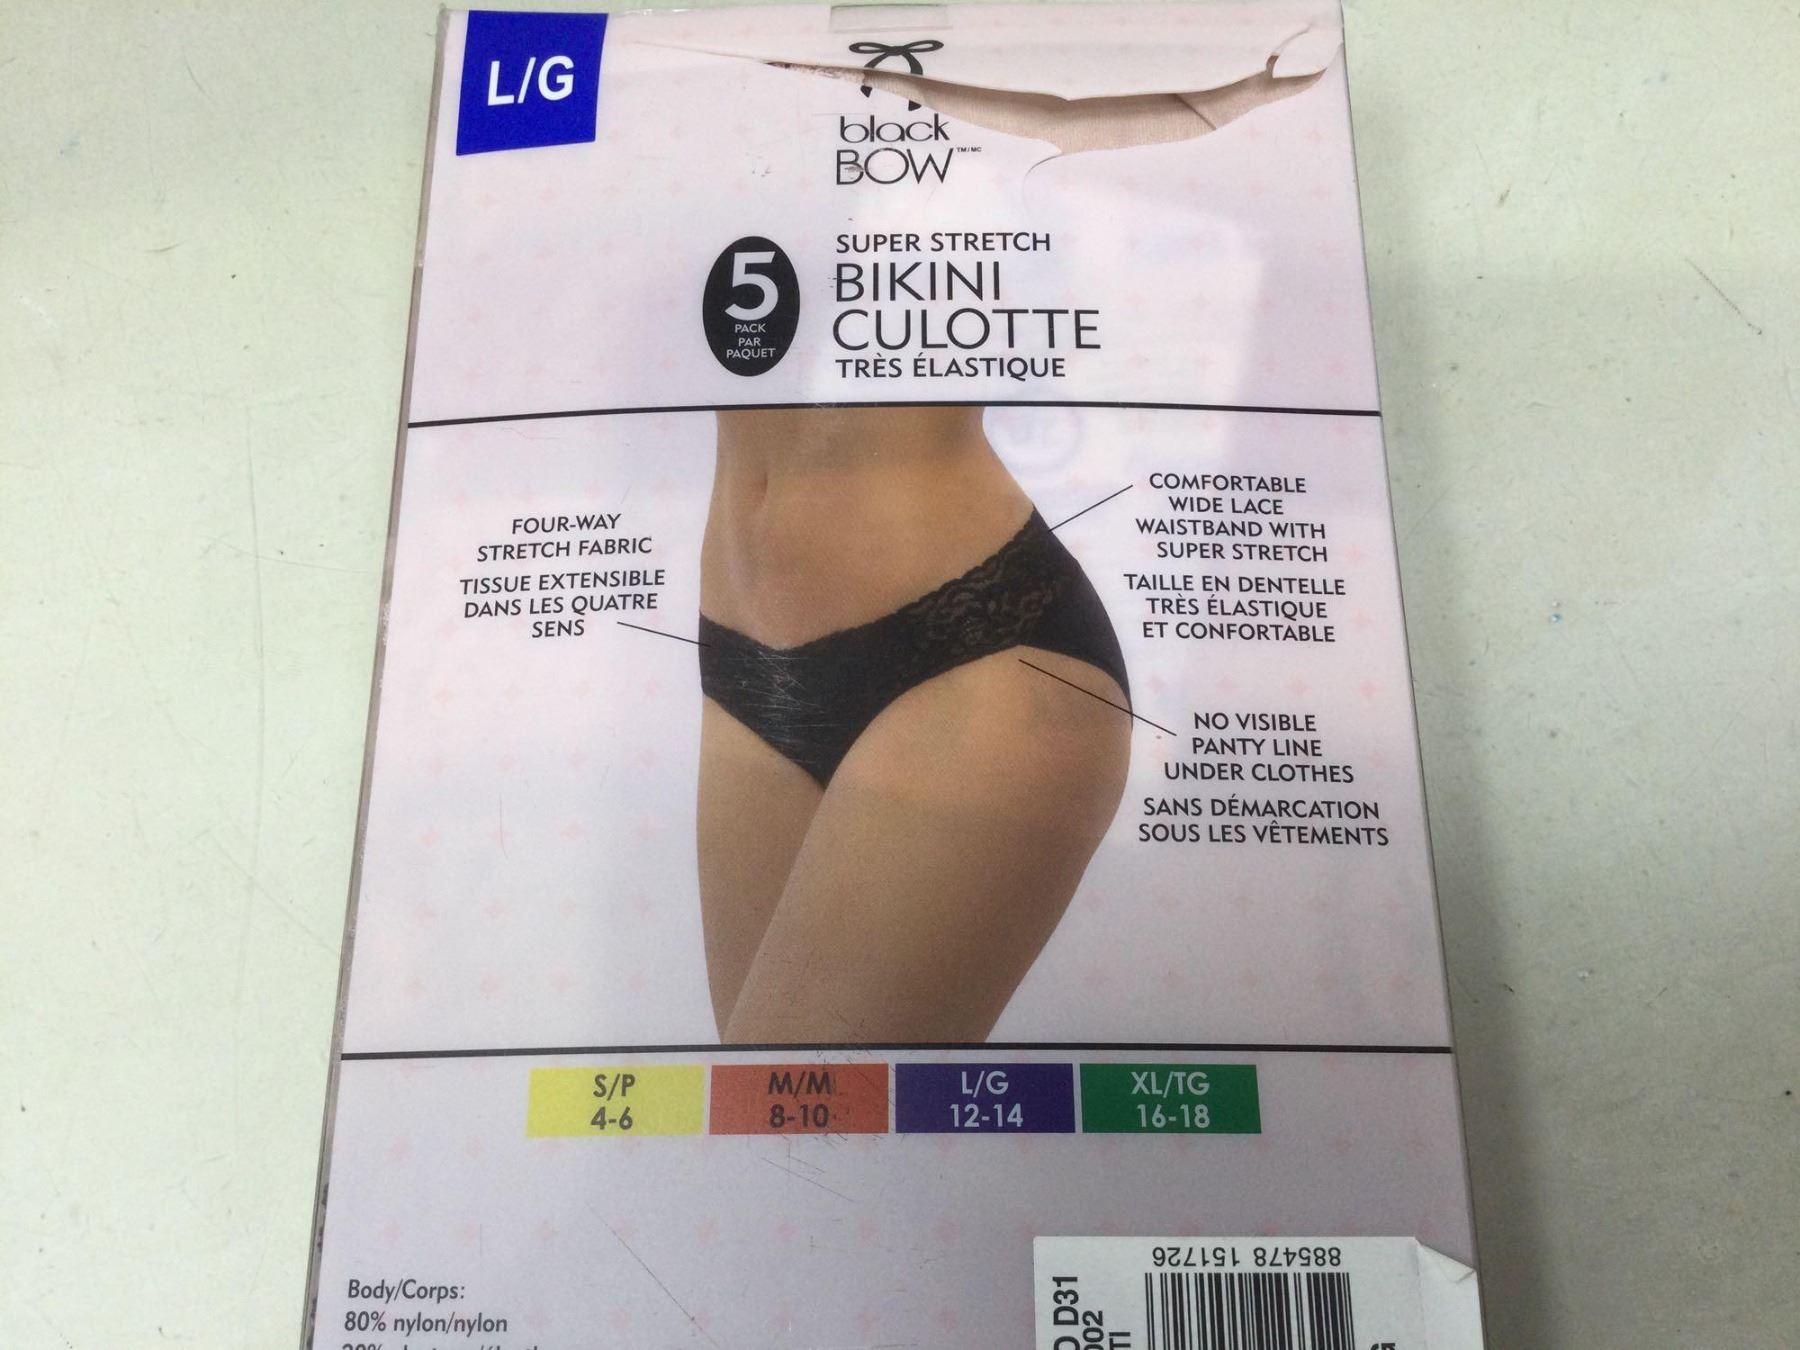 L/G
black
BOW™/MC
5
PACK
PAR
PAQUET
SUPER STRETCH
BIKINI
CULOTTE
TRÈS ÉLASTIQUE
FOUR-WAY
STRETCH FABRIC
TISSUE EXTENSIBLE
DANS LES QUATRE
SENS
COMFORTABLE
WIDE LACE
WAISTBAND WITH
SUPER STRETCH
TAILLE EN DENTELLE
TRÈS ÉLASTIQUE
ET CONFORTABLE
NO VISIBLE
PANTY LINE
UNDER CLOTHES
SANS DÉMARCATION
SOUS LES VÊTEMENTS
S/P
4-6
M/M
8-10
L/G
12-14
XL/TG
16-18
Body/Corps:
80% nylon/nylon
885478 151726
D31
002